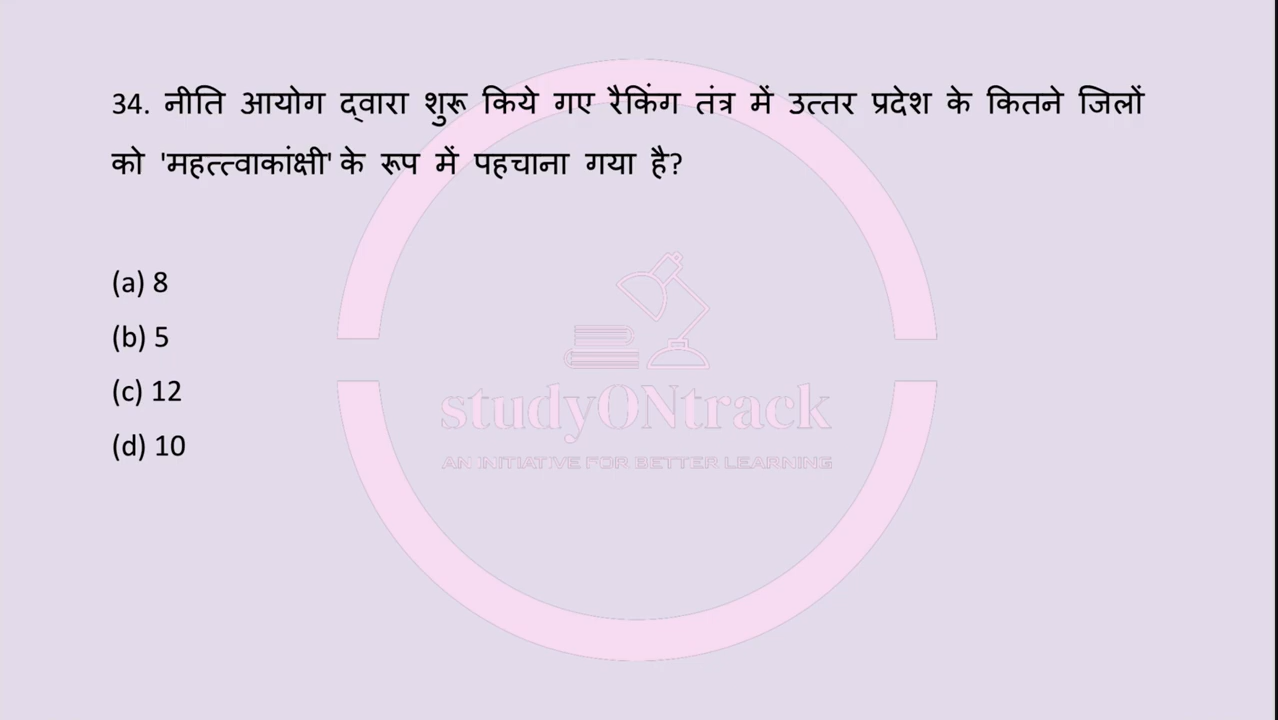 34. नीति आयोग द्वारा शुरू किये गए रैकिंग तंत्र में उत्तर प्रदेश के कितने जिलों
को 'महत्त्वाकांक्षी' के रूप में पहचाना गया है?
(a) 8
(b) 5
(c) 12
(d) 10
studyONtrack
AN INITIATIVE FOR BETTER LEARNING